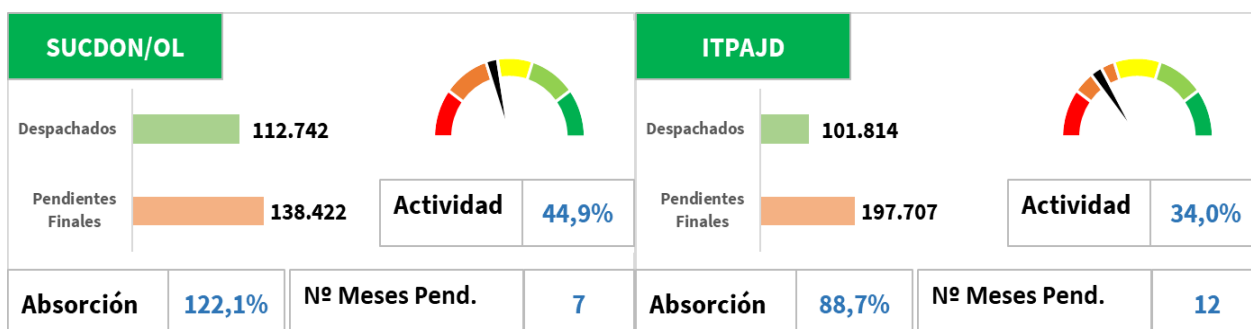 SUCDON/OL
Despachados 112.742
Pendientes
Finales 138.422
Actividad 44,9%
Absorción 122,1% Nº Meses Pend. 7
ITPAJD
Despachados 101.814
Pendientes
Finales 197.707
Actividad 34,0%
Absorción 88,7% Nº Meses Pend. 12